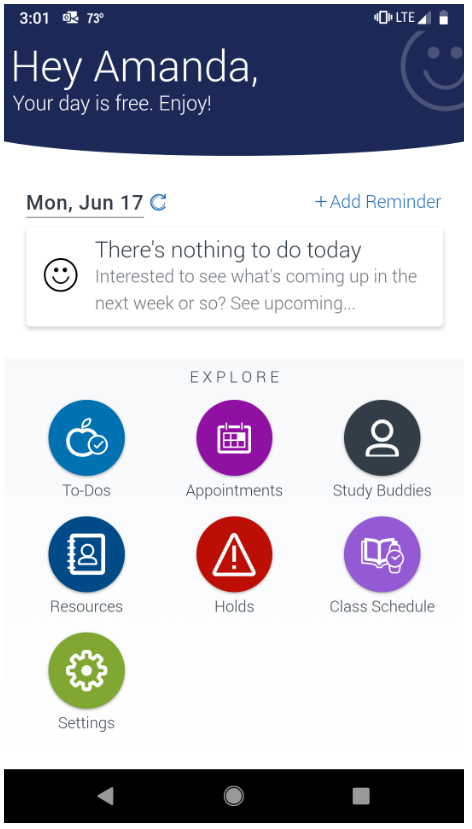 3:01 73° LTE
Hey Amanda,
Your day is free. Enjoy!
Mon, Jun 17 +Add Reminder
There's nothing to do today
Interested to see what's coming up in the
next week or so? See upcoming...
EXPLORE
To-Dos Appointments Study Buddies
Resources Holds Class Schedule
Settings